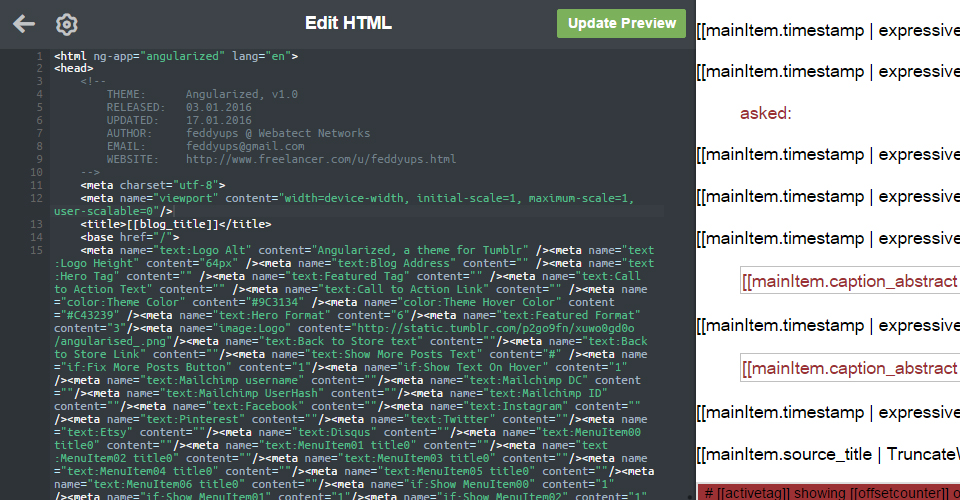 Edit HTML
Update Preview
1 <html ng-app="angularized" lang="en">
2 <head>
3 <!--
4 THEME: Angularized, v1.0
5 RELEASED: 03.01.2016
6 UPDATED: 17.01.2016
7 AUTHOR: feddyups @ Webatect Networks
8 EMAIL: feddyups@gmail.com
9 WEBSITE: http://www.freelancer.com/u/feddyups.html
10 -->
11 <meta charset="utf-8">
12 <meta name="viewport" content="width=device-width, initial-scale=1, maximum-scale=1,
user-scalable=0"/>
13 <title>[[blog_title]]</title>
14 <base href="/">
15 <meta name="text:Logo Alt" content="Angularized, a theme for Tumblr" /><meta name="text
:Logo Height" content="64px" /><meta name="text:Blog Address" content="" /><meta name="text
:Hero Tag" content="" /><meta name="text:Featured Tag" content="" /><meta name="text:Call
to Action Text" content="" /><meta name="text:Call to Action Link" content="" /><meta
name="color:Theme Color" content="#9C3134" /><meta name="color:Theme Hover Color" content
="#C43239" /><meta name="text:Hero Format" content="6"/><meta name="text:Featured Format"
content="3"/><meta name="image:Logo" content="http://static.tumblr.com/p2go9fn/xuwo0gd0o
/angularised_.png"/><meta name="text:Back to Store text" content=""/><meta name="text:Back
to Store Link" content=""/><meta name="text:Show More Posts Text" content="#" /><meta name
="if:Fix More Posts Button" content="1"/><meta name="if:Show Text On Hover" content="1"
/><meta name="text:Mailchimp username" content=""/><meta name="text:Mailchimp DC" content
=""/><meta name="text:Mailchimp UserHash" content=""/><meta name="text:Mailchimp ID"
content=""/><meta name="text:Facebook" content=""/><meta name="text:Instagram" content=""
/><meta name="text:Pinterest" content=""/><meta name="text:Twitter" content=""/><meta name
="text:Etsy" content=""/><meta name="text:Disqus" content=""/><meta name="text:MenuItem00
title0" content=""/><meta name="text:MenuItem01 title0" content=""/><meta name="text
:MenuItem02 title0" content=""/><meta name="text:MenuItem03 title0" content=""/><meta name
="text:MenuItem04 title0" content=""/><meta name="text:MenuItem05 title0" content=""/><meta
name="text:MenuItem06 title0" content=""/><meta name="if:Show MenuItem00" content="1"
/><meta name="if:Show MenuItem01" content="1"/><meta name="if:Show MenuItem02" content="1"
[[mainItem.timestamp | expressive
[[mainItem.timestamp | expressive
asked:
[[mainItem.timestamp | expressive
[[mainItem.timestamp | expressive
[[mainItem.timestamp | expressive
[[mainItem.caption_abstract
[[mainItem.timestamp | expressive
[[mainItem.caption_abstract
[[mainItem.timestamp | expressive
[[mainItem.source_title | Truncate
# [[activetag]] showing [[offsetcounter]] o